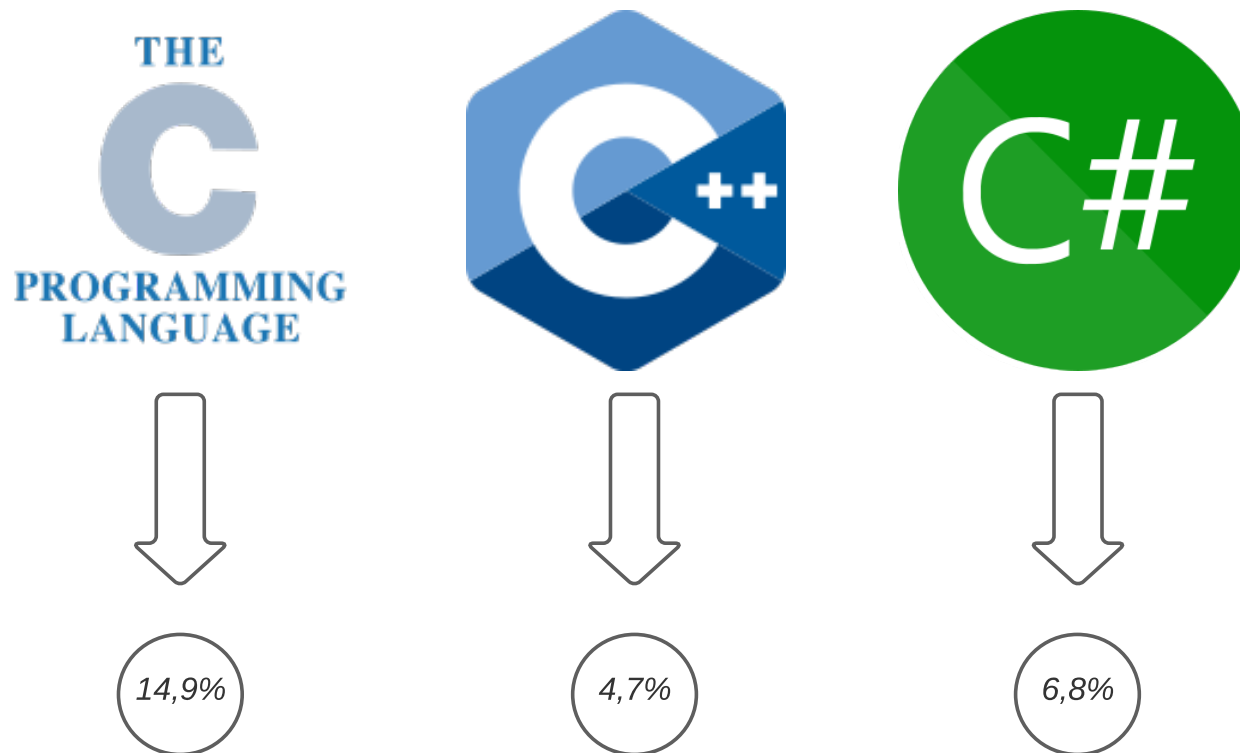 THE
C
PROGRAMMING
LANGUAGE
C++
C#
14,9%
4,7%
6,8%